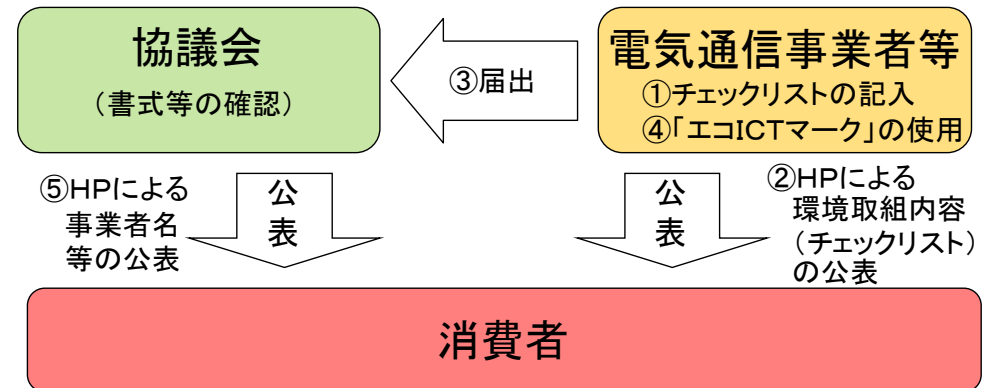 協議会
（書式等の確認）
③届出
電気通信事業者等
①チェックリストの記入
④「エコICTマーク」の使用
⑤HPによる
事業者名
等の公表
公
表
公
表
②HPによる
環境取組内容
（チェックリスト）
の公表
消費者